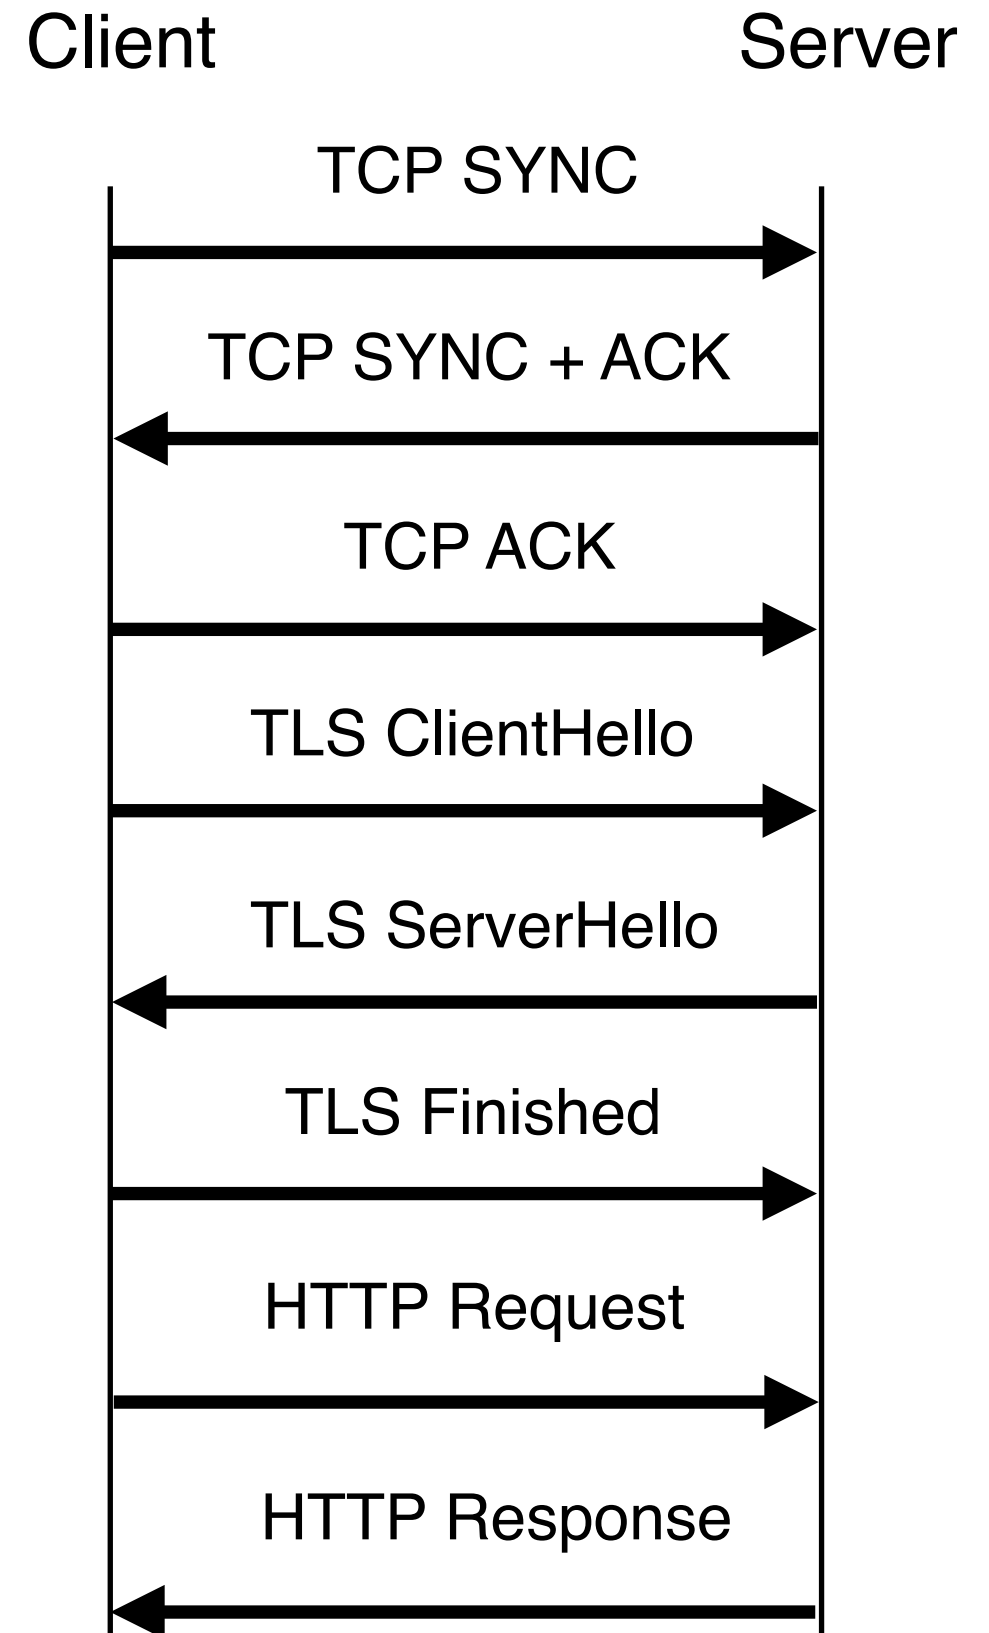 Client Server
TCP SYNC
TCP SYNC + ACK
TCP ACK
TLS ClientHello
TLS ServerHello
TLS Finished
HTTP Request
HTTP Response